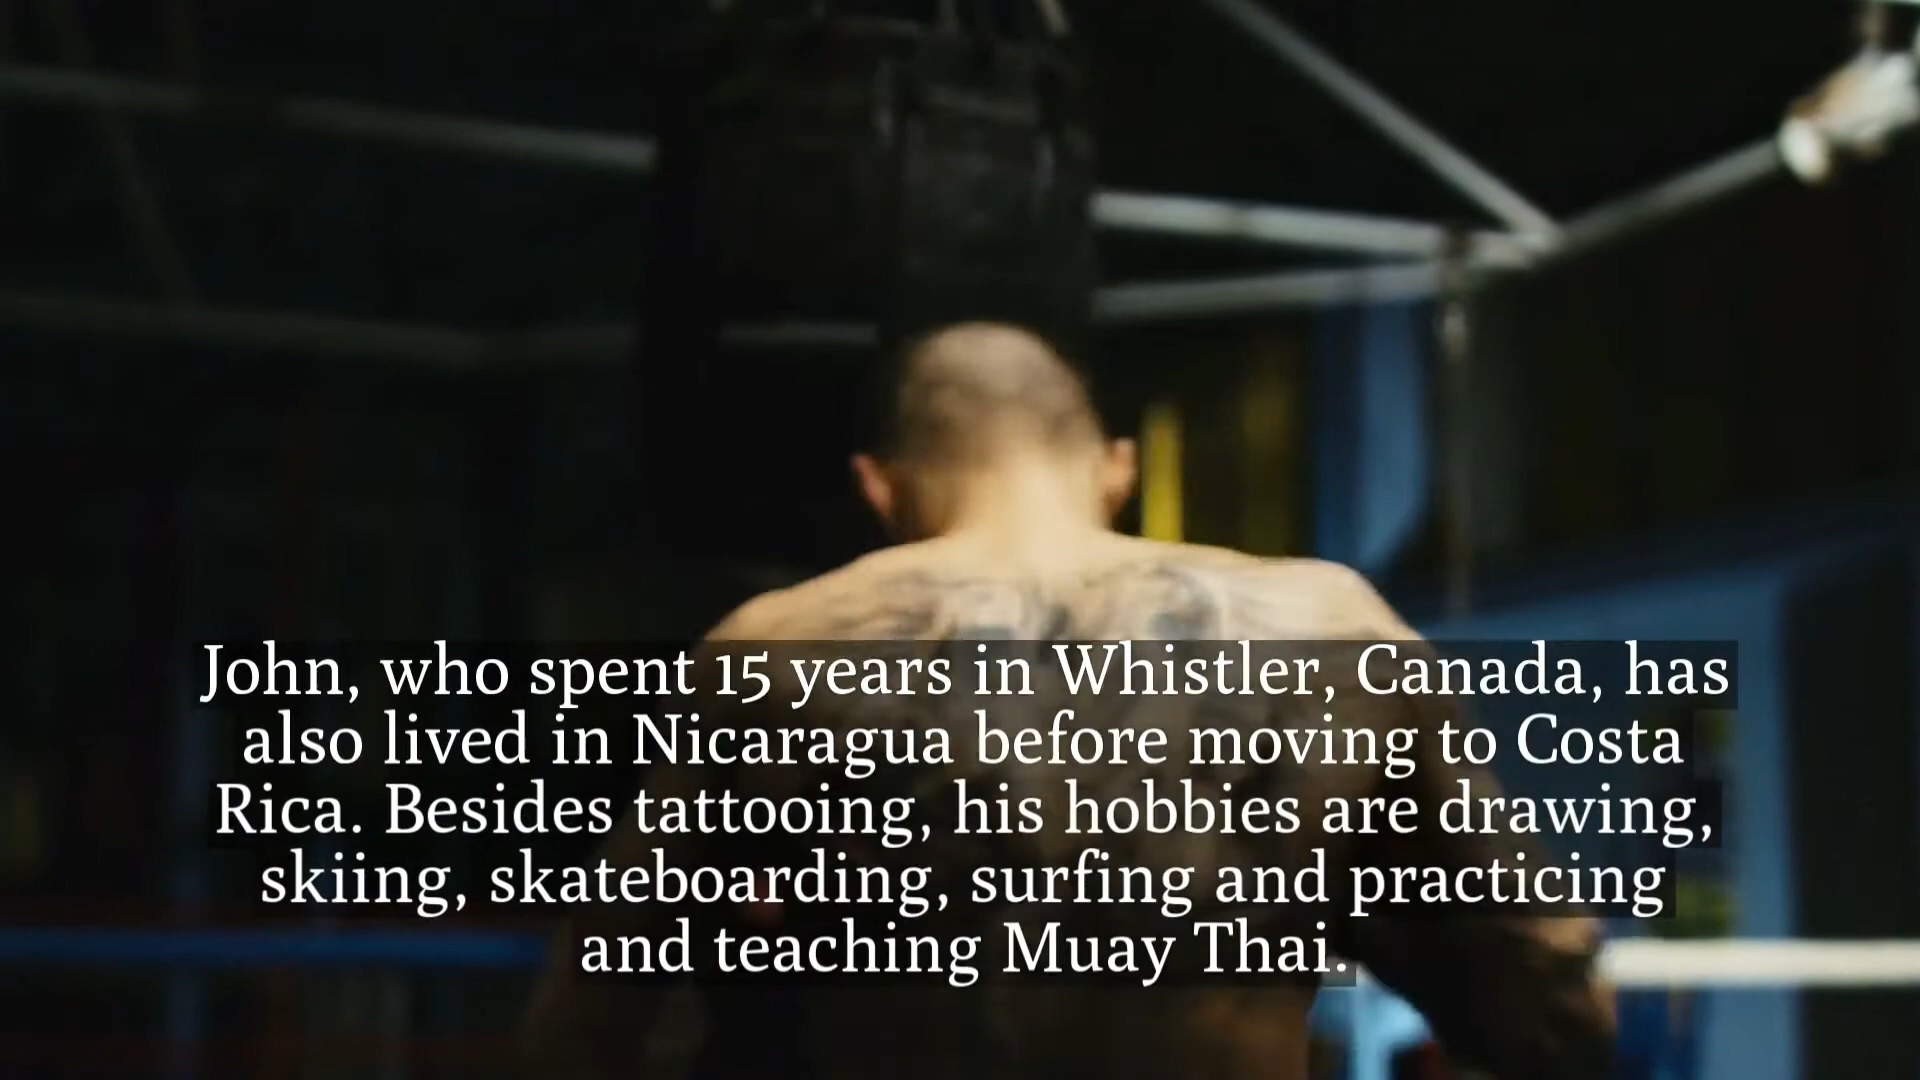 John, who spent 15 years in Whistler, Canada, has
also lived in Nicaragua before moving to Costa
Rica. Besides tattooing, his hobbies are drawing,
skiing, skateboarding, surfing and practicing
and teaching Muay Thai.